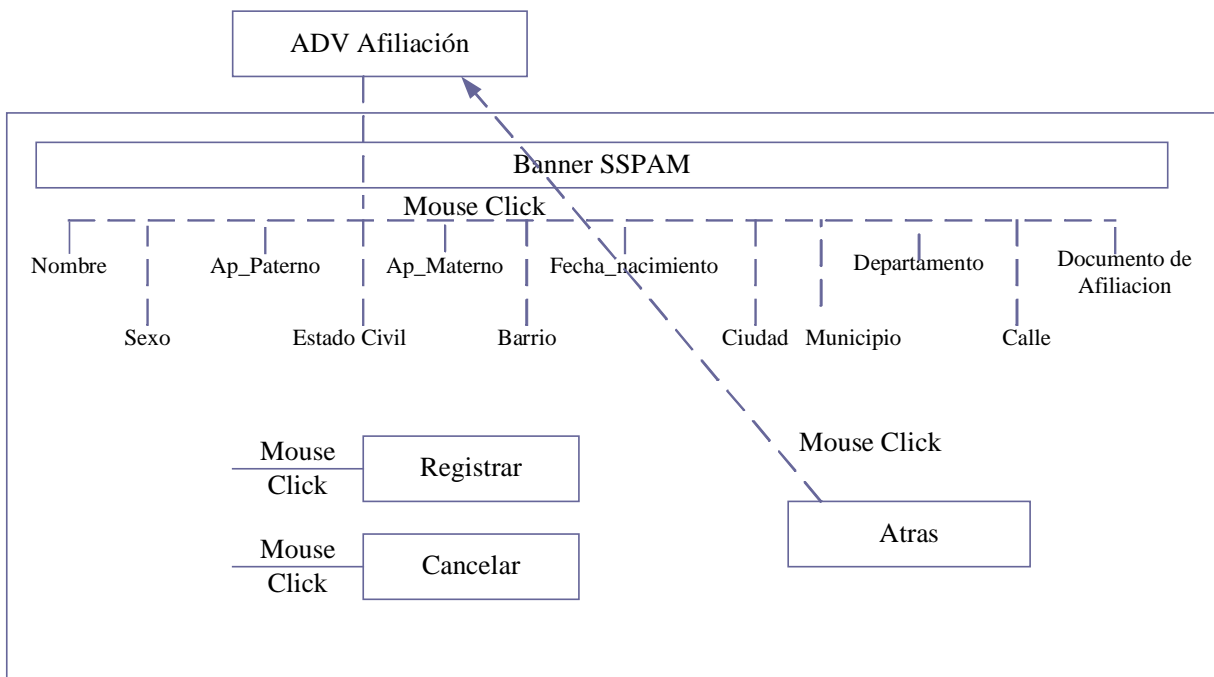 ADV Afiliación
Banner SSPAM
Mouse Click
Nombre
Ap_Paterno
Ap_Materno
Fecha_nacimiento
Departamento
Documento de
Afiliacion
Sexo
Estado Civil
Barrio
Ciudad
Municipio
Calle
Mouse
Click
Registrar
Mouse Click
Mouse
Click
Cancelar
Atras